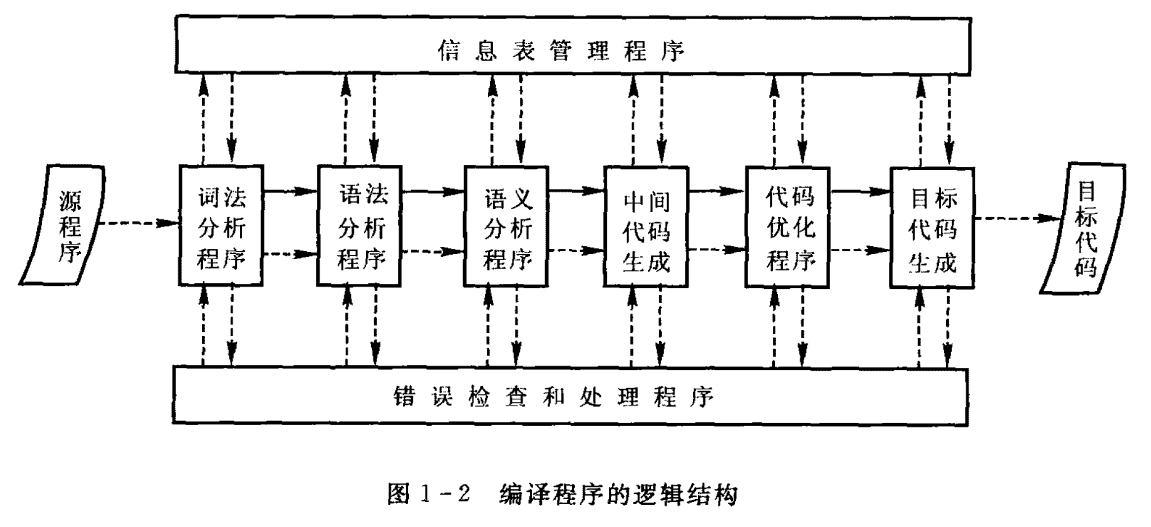 信息表管理程序
源程序
词法
分析
程序
语法
分析
程序
语义
分析
程序
中间
代码
生成
代码
优化
程序
目标
代码
生成
目标代码
错误检查和处理程序
图1-2 编译程序的逻辑结构